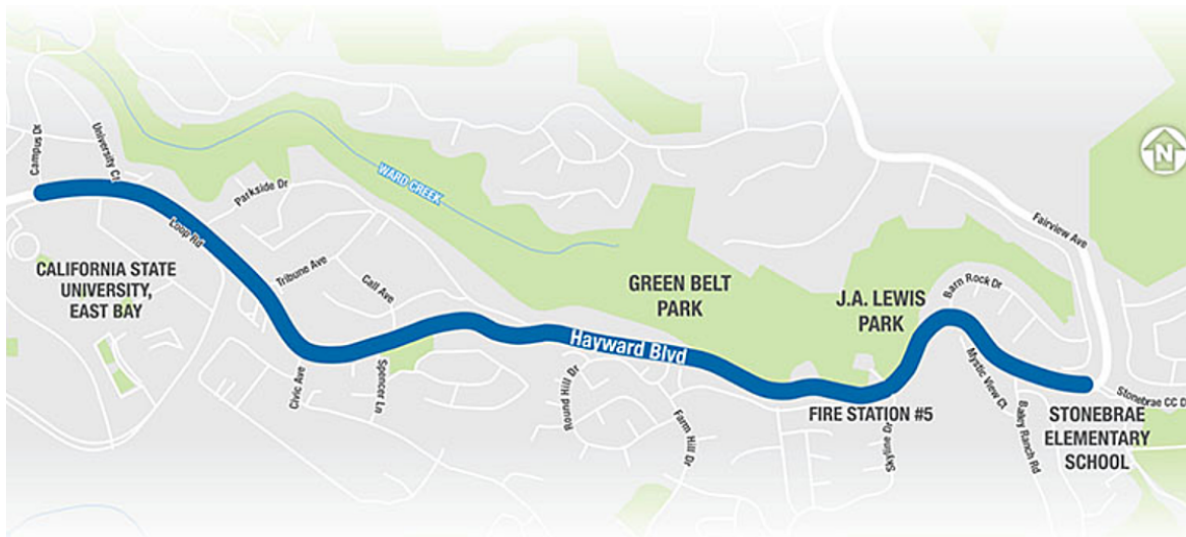 Campus Dr
University Ct
Parkside Dr
WARD CREEK
N
Fairview Ave
Loop Rd
CALIFORNIA STATE
UNIVERSITY,
EAST BAY
Tribune Ave
Call Ave
GREEN BELT
PARK
J.A. LEWIS
PARK
Barn Rock Dr
Hayward Blvd
Civic Ave
Spencer Ln
Round Hill Dr
Farm Hill Dr
FIRE STATION #5
Skyline Dr
Mystic View Ct
Bailey Ranch Rd
Stonebrae CC D
STONEBRAE
ELEMENTARY
SCHOOL